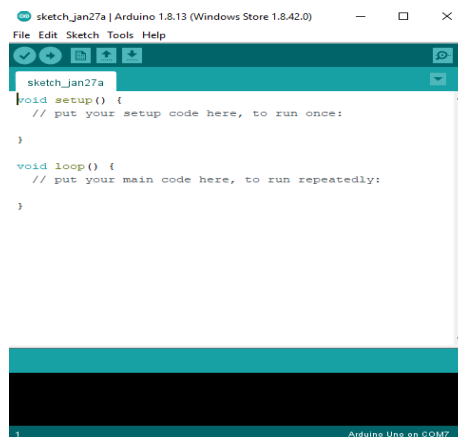 sketch_jan27a | Arduino 1.8.13 (Windows Store 1.8.42.0)
File Edit Sketch Tools Help
sketch_jan27a
void setup() {
  // put your setup code here, to run once:
}
void loop() {
  // put your main code here, to run repeatedly:
}
1 Arduino Uno on COM7